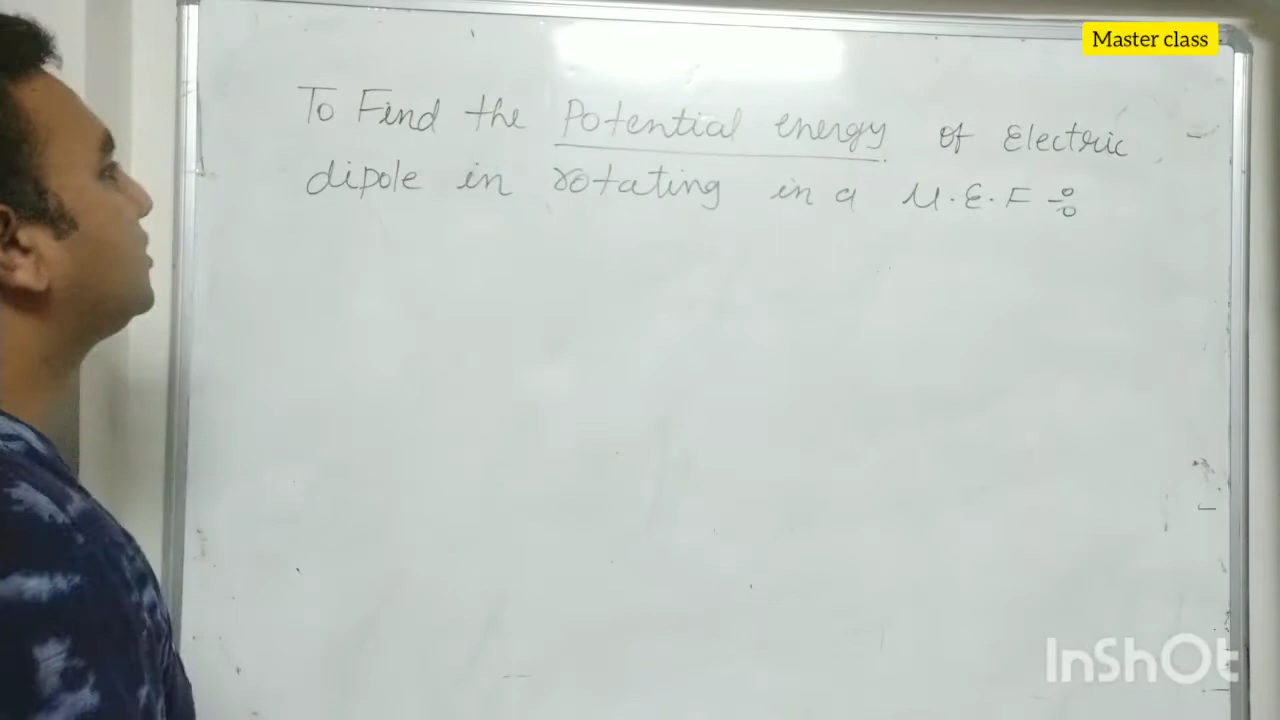 Master class
To Find the Potential energy of Electric
dipole in rotating in a U.E.F ÷
InShOt